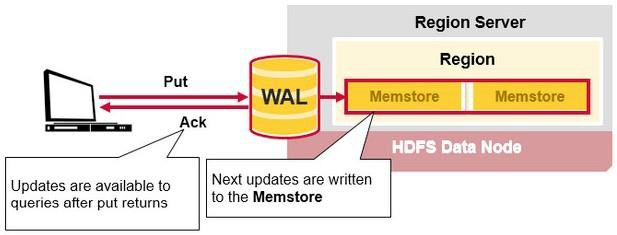 Region Server
Region
Put
WAL
Memstore
Memstore
Ack
HDFS Data Node
Updates are available to
queries after put returns
Next updates are written
to the Memstore